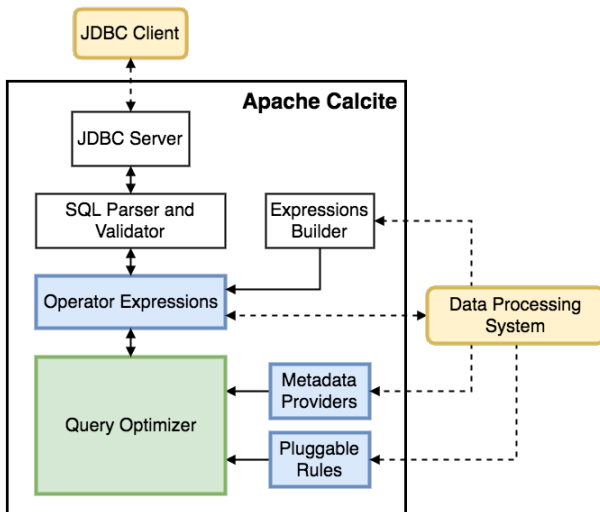 JDBC Client
Apache Calcite
JDBC Server
SQL Parser and
Validator
Expressions
Builder
Operator Expressions
Data Processing
System
Query Optimizer
Metadata
Providers
Pluggable
Rules